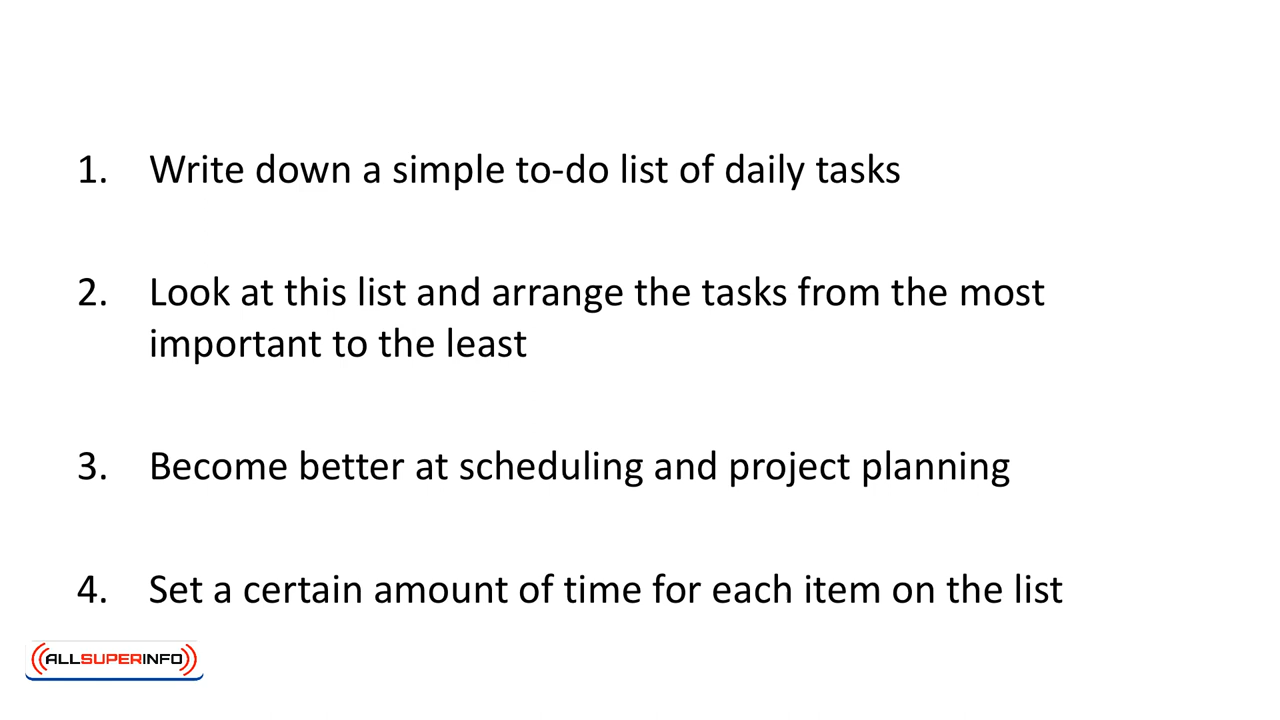 1. Write down a simple to-do list of daily tasks
2. Look at this list and arrange the tasks from the most
important to the least
3. Become better at scheduling and project planning
4. Set a certain amount of time for each item on the list
ALLSUPERINFO